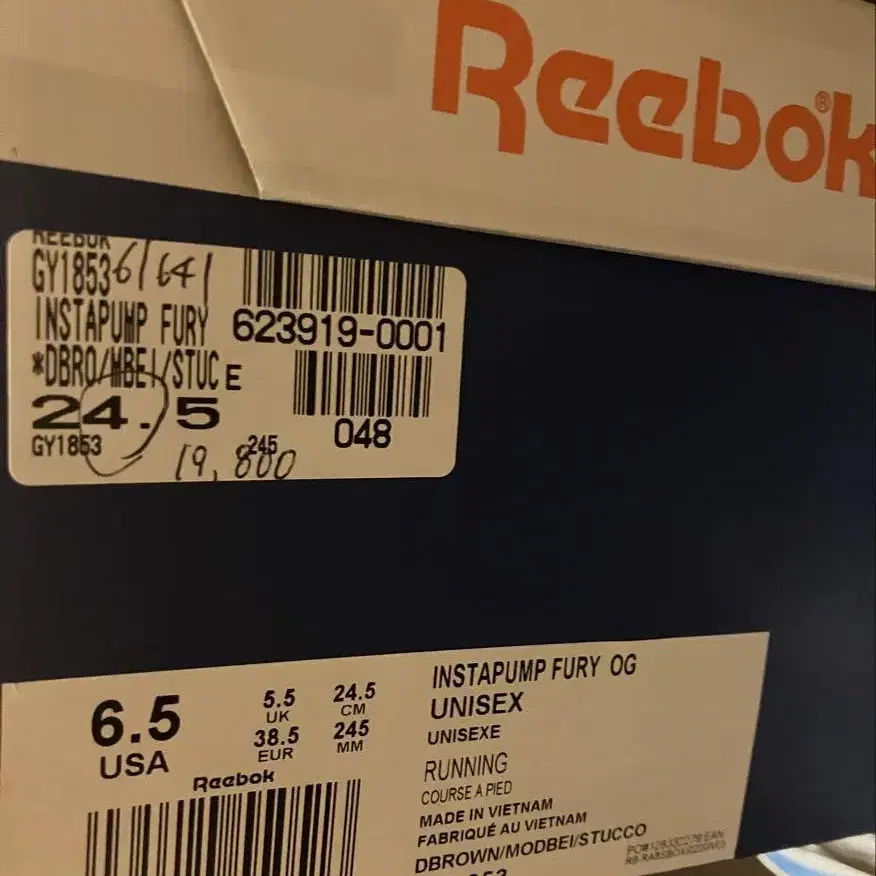 Reebok®
REEBOK
GY1853 6/641
INSTAPUMP FURY
623919-0001
*DBRO/MBEI/STUC E
24.5
048
GY1853
245
19,800
6.5
USA
5.5
UK
24.5
CM
38.5
EUR
245
MM
Reebok
INSTAPUMP FURY OG
UNISEX
UNISEXE
RUNNING
COURSE A PIED
MADE IN VIETNAM
FABRIQUÉ AU VIETNAM
DBROWN/MODBEI/STUCCO